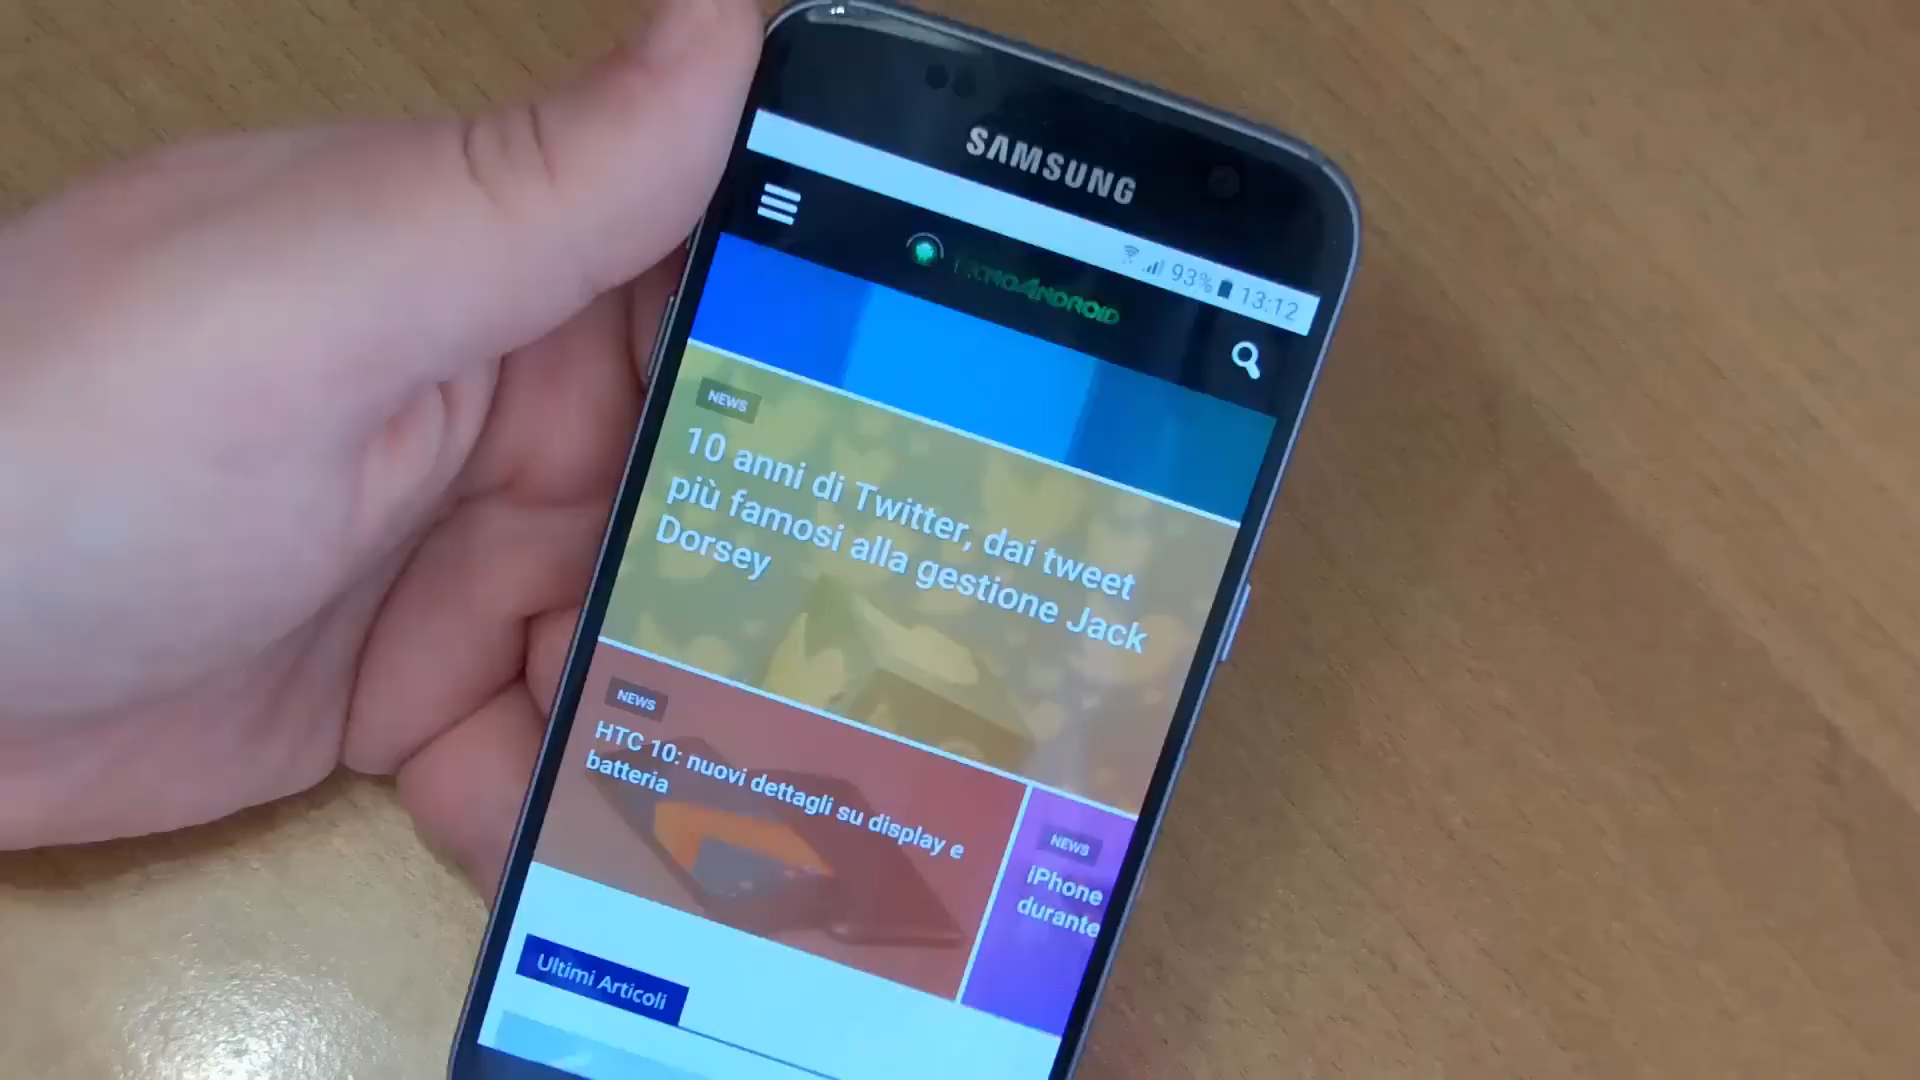 SAMSUNG
93% 13:12
TECNOANDROID
NEWS
10 anni di Twitter, dai tweet
più famosi alla gestione Jack
Dorsey
NEWS
HTC 10: nuovi dettagli su display e
batteria
NEWS
iPhone
durante
Ultimi Articoli